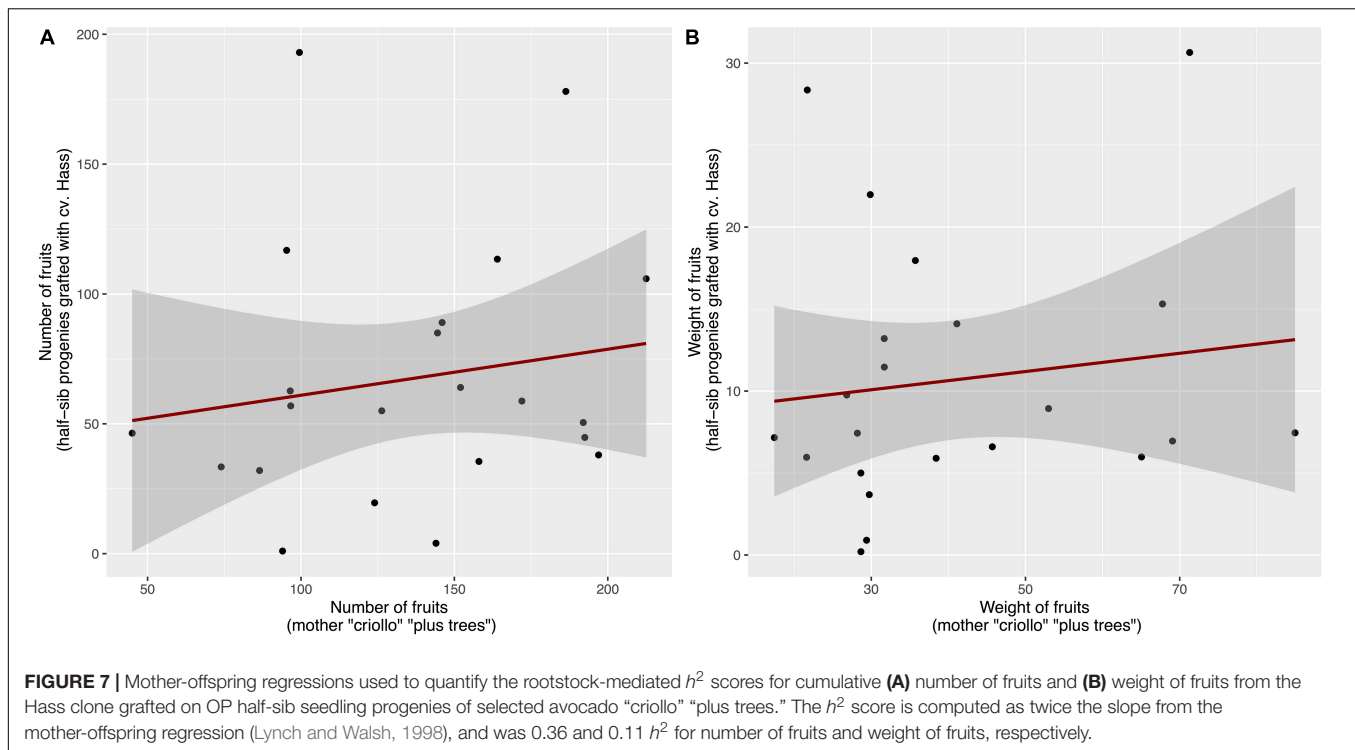 A
200
150
100
50
0
Number of fruits
(half−sib progenies grafted with cv. Hass)
50
100
150
200
Number of fruits
(mother "criollo" "plus trees")
B
30
20
10
0
Weight of fruits
(half−sib progenies grafted with cv. Hass)
30
50
70
Weight of fruits
(mother "criollo" "plus trees")
FIGURE 7 | Mother-offspring regressions used to quantify the rootstock-mediated h² scores for cumulative (A) number of fruits and (B) weight of fruits from the
Hass clone grafted on OP half-sib seedling progenies of selected avocado “criollo” “plus trees.” The h² score is computed as twice the slope from the
mother-offspring regression (Lynch and Walsh, 1998), and was 0.36 and 0.11 h² for number of fruits and weight of fruits, respectively.